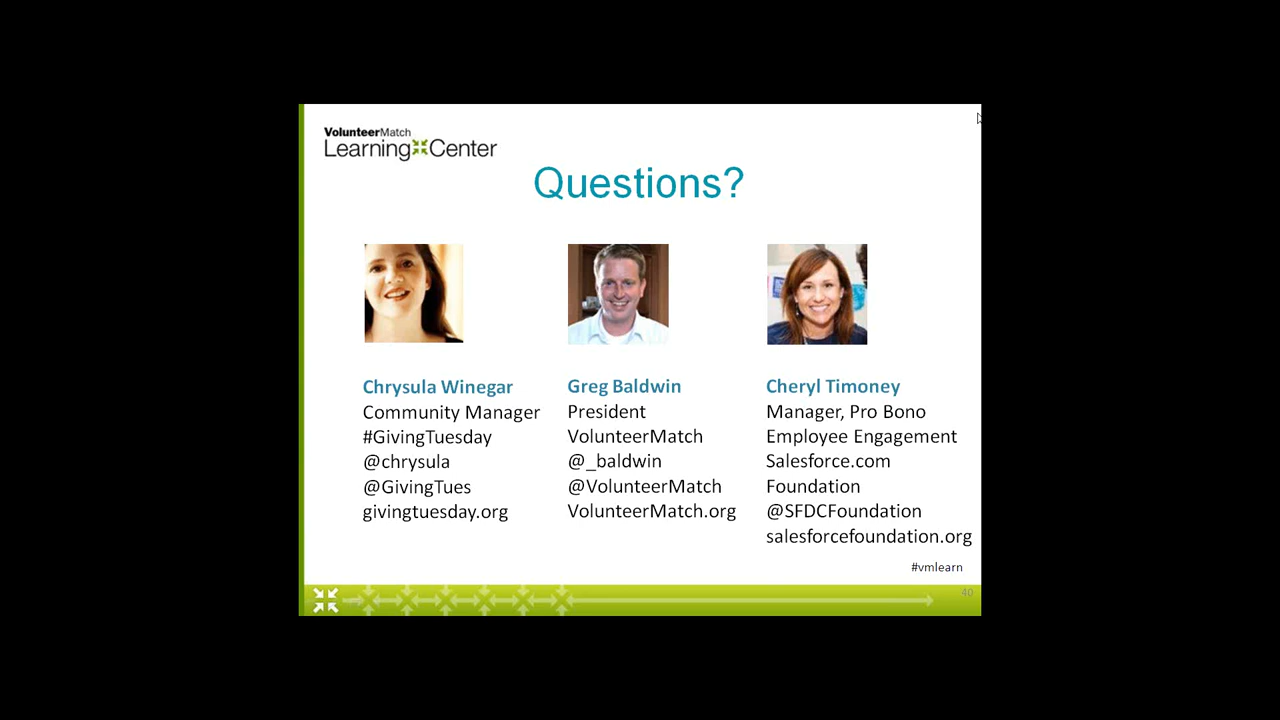 VolunteerMatch
Learning Center
Questions?
Chrysula Winegar
Community Manager
#GivingTuesday
@chrysula
@GivingTues
givingtuesday.org
Greg Baldwin
President
VolunteerMatch
@_baldwin
@VolunteerMatch
VolunteerMatch.org
Cheryl Timoney
Manager, Pro Bono
Employee Engagement
Salesforce.com
Foundation
@SFDCFoundation
salesforcefoundation.org
#vmlearn
40